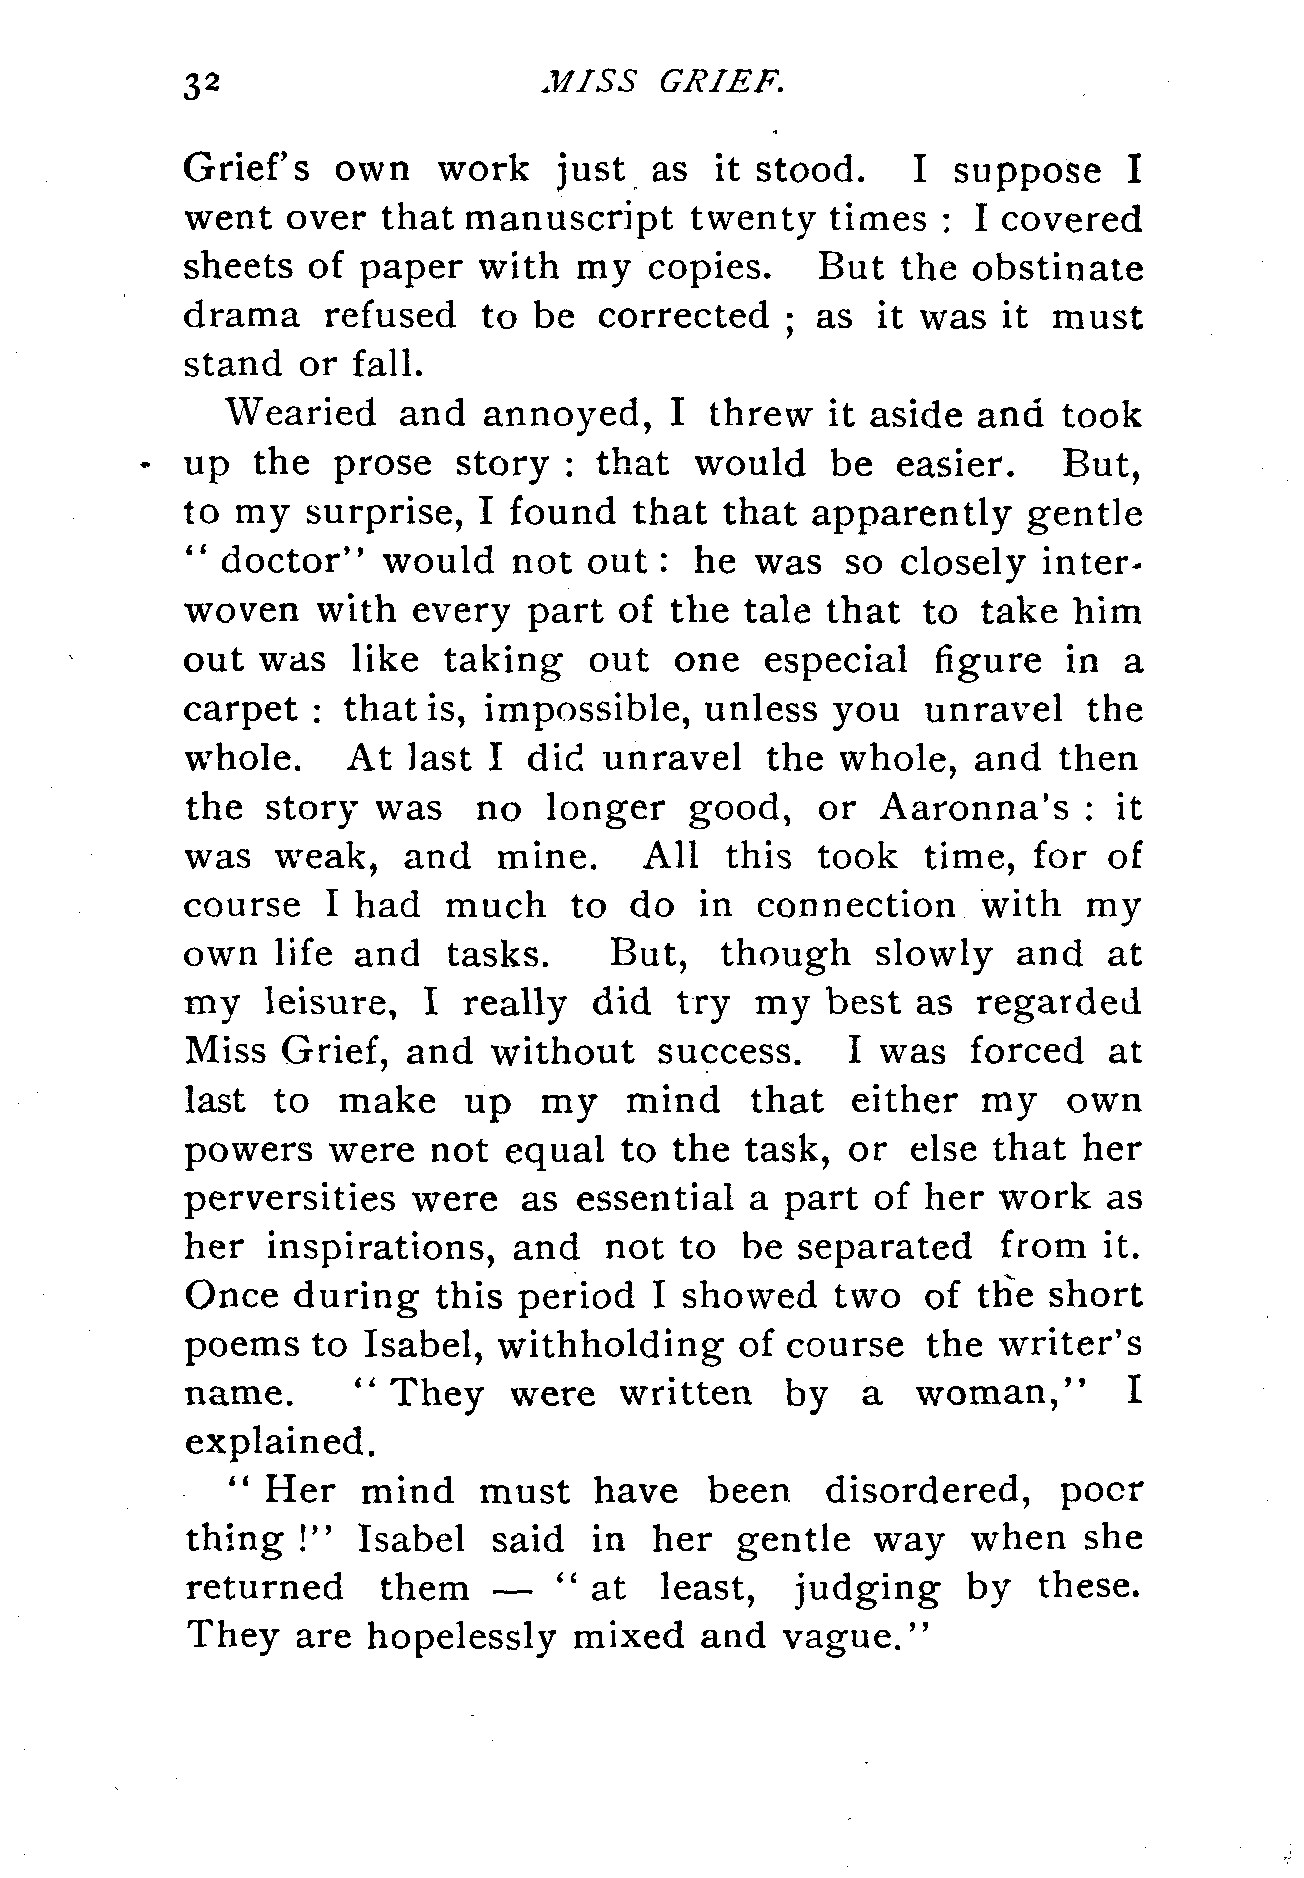 32 MISS GRIEF.
Grief's own work just as it stood. I suppose I
went over that manuscript twenty times : I covered
sheets of paper with my copies. But the obstinate
drama refused to be corrected ; as it was it must
stand or fall.
Wearied and annoyed, I threw it aside and took
up the prose story : that would be easier. But,
to my surprise, I found that that apparently gentle
“ doctor” would not out : he was so closely inter-
woven with every part of the tale that to take him
out was like taking out one especial figure in a
carpet : that is, impossible, unless you unravel the
whole. At last I did unravel the whole, and then
the story was no longer good, or Aaronna's : it
was weak, and mine. All this took time, for of
course I had much to do in connection with my
own life and tasks. But, though slowly and at
my leisure, I really did try my best as regarded
Miss Grief, and without success. I was forced at
last to make up my mind that either my own
powers were not equal to the task, or else that her
perversities were as essential a part of her work as
her inspirations, and not to be separated from it.
Once during this period I showed two of the short
poems to Isabel, withholding of course the writer's
name. “ They were written by a woman,” I
explained.
“ Her mind must have been disordered, poor
thing !” Isabel said in her gentle way when she
returned them — “ at least, judging by these.
They are hopelessly mixed and vague.”